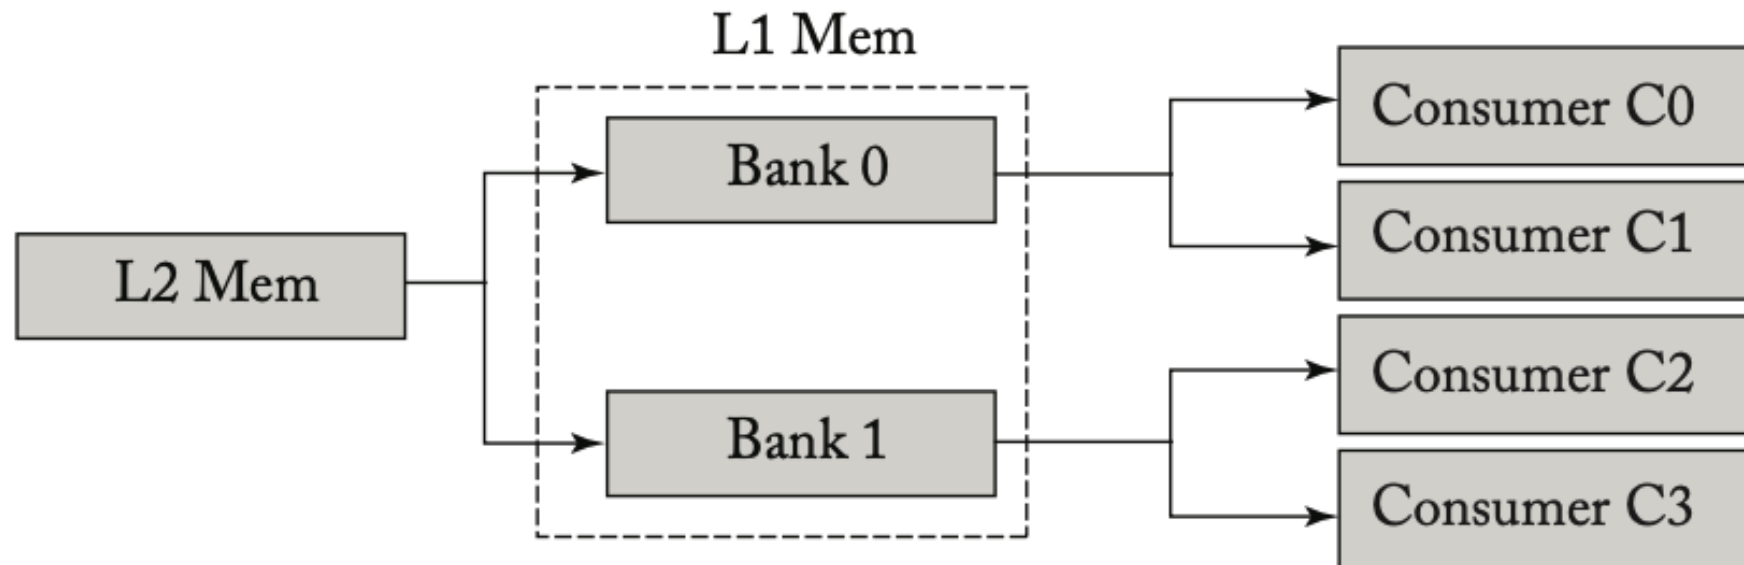 L1 Mem
Consumer C0
Bank 0
Consumer C1
L2 Mem
Consumer C2
Bank 1
Consumer C3